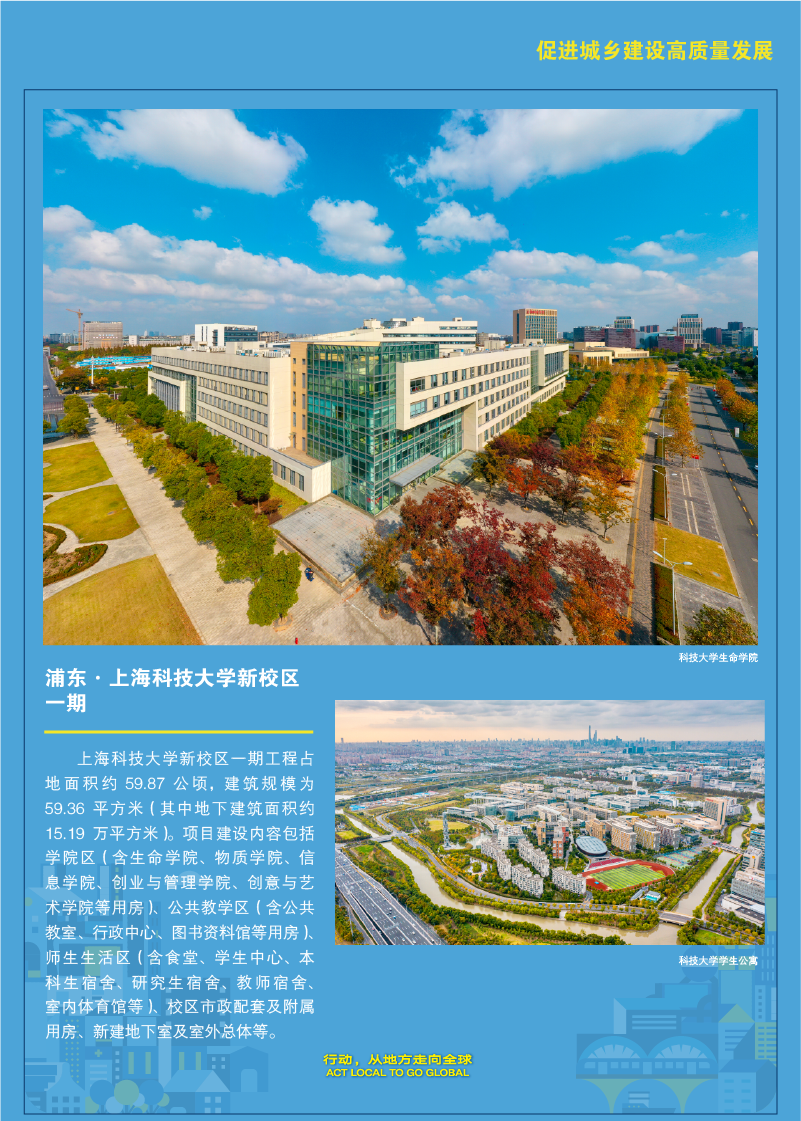 促进城乡建设高质量发展
科技大学生命学院
浦东·上海科技大学新校区
一期
上海科技大学新校区一期工程占
地面积约 59.87 公顷，建筑规模为
59.36 平方米（其中地下建筑面积约
15.19 万平方米）。项目建设内容包括
学院区（含生命学院、物质学院、信
息学院、创业与管理学院、创意与艺
术学院等用房）、公共教学区（含公共
教室、行政中心、图书资料馆等用房）、
师生生活区（含食堂、学生中心、本
科生宿舍、研究生宿舍、教师宿舍、
室内体育馆等）、校区市政配套及附属
用房、新建地下室及室外总体等。
科技大学学生公寓
行动，从地方走向全球
ACT LOCAL TO GO GLOBAL